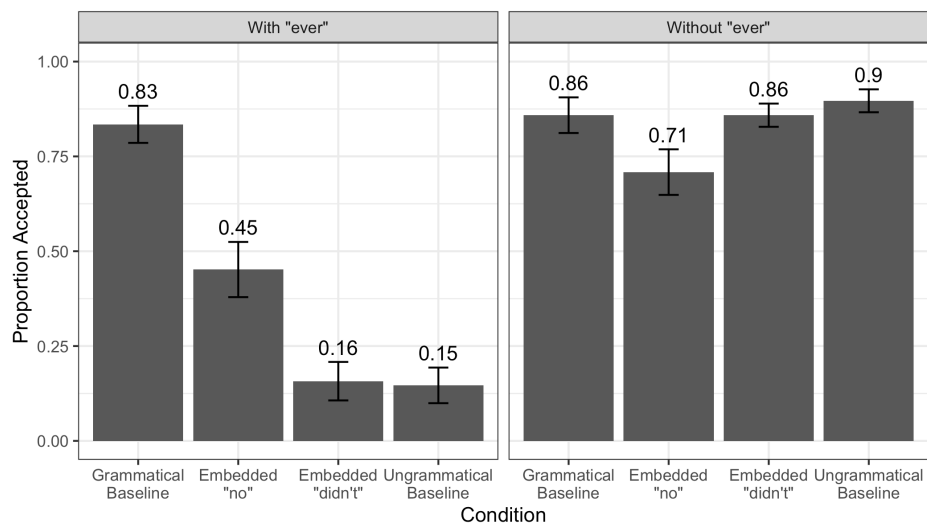 With "ever"
Without "ever"
Proportion Accepted
1.00
0.75
0.50
0.25
0.00
0.83
0.45
0.16
0.15
0.86
0.71
0.86
0.9
Grammatical
Baseline
Embedded
"no"
Embedded
"didn't"
Ungrammatical
Baseline
Grammatical
Baseline
Embedded
"no"
Embedded
"didn't"
Ungrammatical
Baseline
Condition